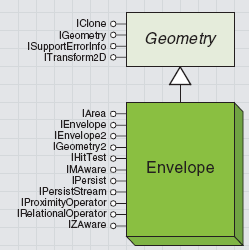 IClone
IGeometry
ISupportErrorInfo
ITransform2D
Geometry
IArea
IEnvelope
IEnvelope2
IGeometry2
IHitTest
IMAware
IPersist
IPersistStream
IProximityOperator
IRelationalOperator
IZAware
Envelope